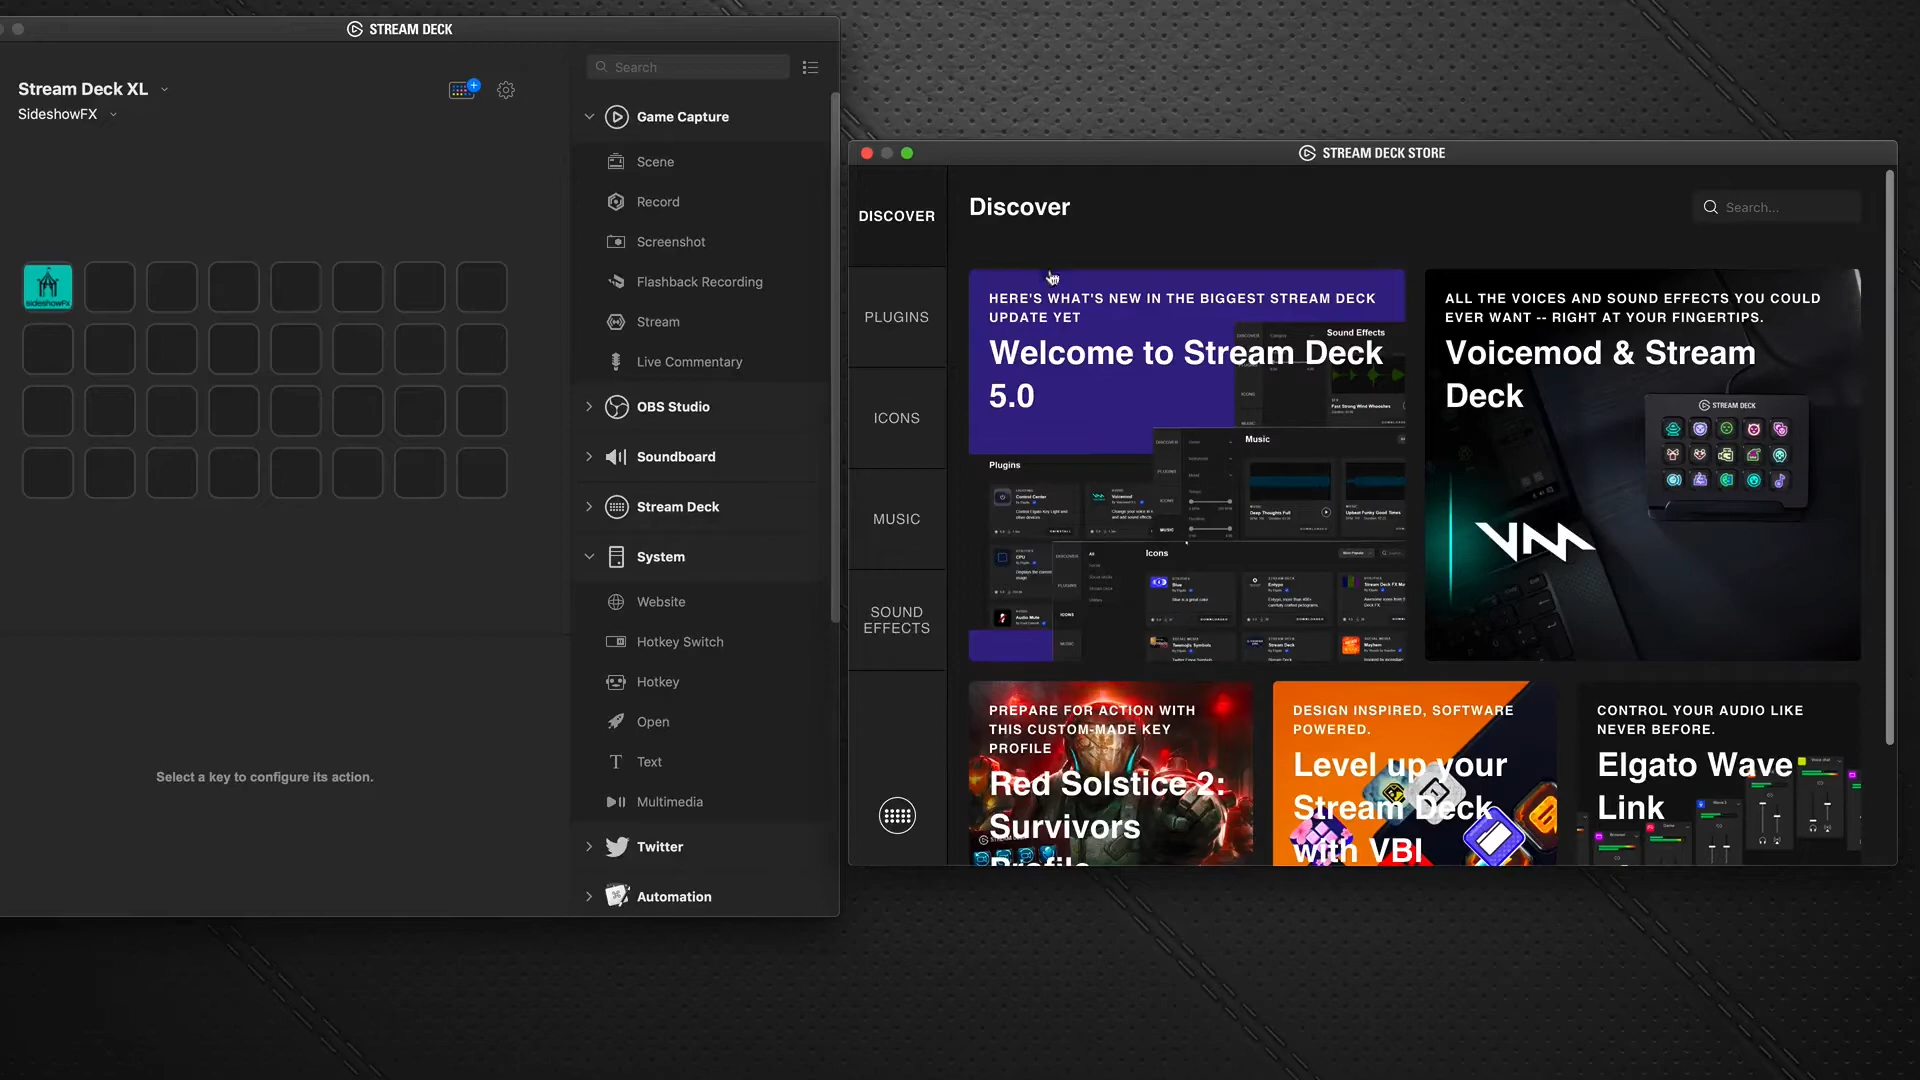 STREAM DECK
Stream Deck XL
SideshowFX
sideshowFx
Select a key to configure its action.
Search
Game Capture
Scene
Record
Screenshot
Flashback Recording
Stream
Live Commentary
OBS Studio
Soundboard
Stream Deck
System
Website
Hotkey Switch
Hotkey
Open
Text
Multimedia
Twitter
Automation
STREAM DECK STORE
DISCOVER
PLUGINS
ICONS
MUSIC
SOUND
EFFECTS
Discover
Search...
HERE'S WHAT'S NEW IN THE BIGGEST STREAM DECK
UPDATE YET
Welcome to Stream Deck
5.0
Sound Effects
Music
Plugins
Icons
ALL THE VOICES AND SOUND EFFECTS YOU COULD
EVER WANT -- RIGHT AT YOUR FINGERTIPS.
Voicemod & Stream
Deck
STREAM DECK
PREPARE FOR ACTION WITH
THIS CUSTOM-MADE KEY
PROFILE
Red Solstice 2:
Survivors
Profile
DESIGN INSPIRED, SOFTWARE
POWERED.
Level up your
Stream Deck
with VBI
CONTROL YOUR AUDIO LIKE
NEVER BEFORE.
Elgato Wave
Link